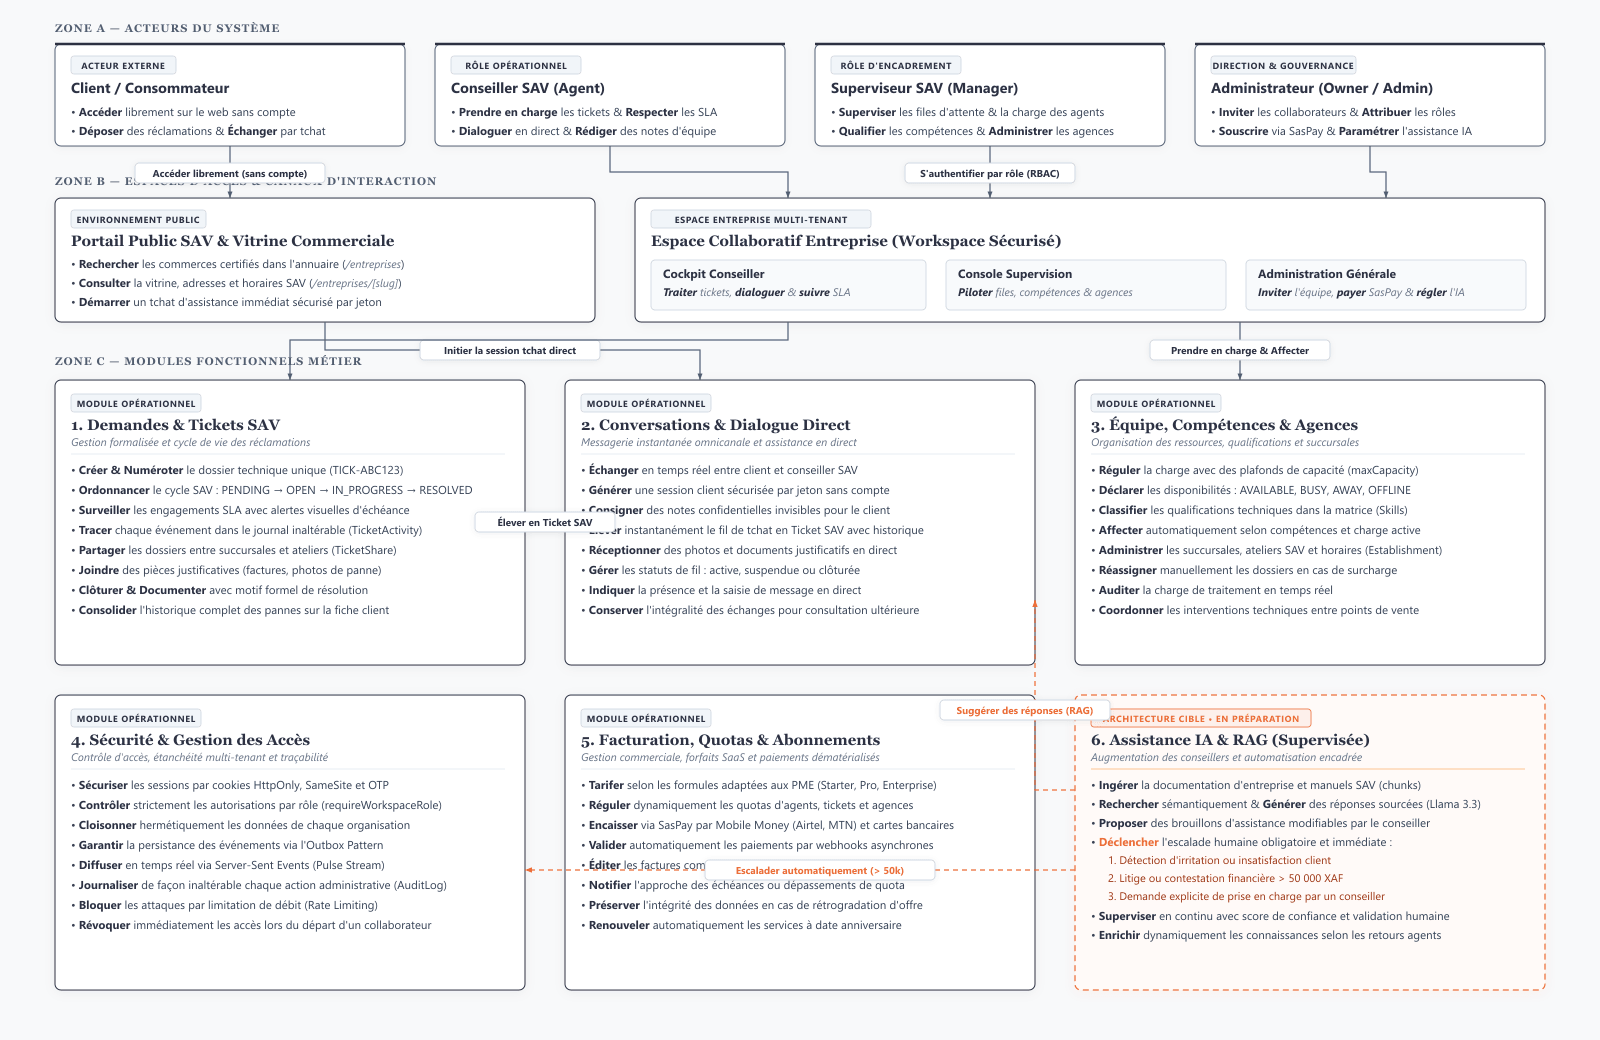 ZONE A — ACTEURS DU SYSTÈME
ACTEUR EXTERNE
Client / Consommateur
• Accéder librement sur le web sans compte
• Déposer des réclamations & Échanger par tchat
RÔLE OPÉRATIONNEL
Conseiller SAV (Agent)
• Prendre en charge les tickets & Respecter les SLA
• Dialoguer en direct & Rédiger des notes d'équipe
RÔLE D'ENCADREMENT
Superviseur SAV (Manager)
• Superviser les files d'attente & la charge des agents
• Qualifier les compétences & Administrer les agences
DIRECTION & GOUVERNANCE
Administrateur (Owner / Admin)
• Inviter les collaborateurs & Attribuer les rôles
• Souscrire via SasPay & Paramétrer l'assistance IA
Accéder librement (sans compte)
S'authentifier par rôle (RBAC)
ZONE B — ESPACES D'ACCÈS & CANAUX D'INTERACTION
ENVIRONNEMENT PUBLIC
Portail Public SAV & Vitrine Commerciale
• Rechercher les commerces certifiés dans l'annuaire (/entreprises)
• Consulter la vitrine, adresses et horaires SAV (/entreprises/[slug])
• Démarrer un tchat d'assistance immédiat sécurisé par jeton
ESPACE ENTREPRISE MULTI-TENANT
Espace Collaboratif Entreprise (Workspace Sécurisé)
Cockpit Conseiller
Traiter tickets, dialoguer & suivre SLA
Console Supervision
Piloter files, compétences & agences
Administration Générale
Inviter l'équipe, payer SasPay & régler l'IA
Initier la session tchat direct
Prendre en charge & Affecter
ZONE C — MODULES FONCTIONNELS MÉTIER
MODULE OPÉRATIONNEL
1. Demandes & Tickets SAV
Gestion formalisée et cycle de vie des réclamations
• Créer & Numéroter le dossier technique unique (TICK-ABC123)
• Ordonnancer le cycle SAV : PENDING → OPEN → IN_PROGRESS → RESOLVED
• Surveiller les engagements SLA avec alertes visuelles d'échéance
• Tracer chaque événement dans le journal inaltérable (TicketActivity)
• Partager les dossiers entre succursales et ateliers (TicketShare)
• Joindre des pièces justificatives (factures, photos de panne)
• Clôturer & Documenter avec motif formel de résolution
• Consolider l'historique complet des pannes sur la fiche client
Élever en Ticket SAV
MODULE OPÉRATIONNEL
2. Conversations & Dialogue Direct
Messagerie instantanée omnicanale et assistance en direct
• Échanger en temps réel entre client et conseiller SAV
• Générer une session client sécurisée par jeton sans compte
• Consigner des notes confidentielles invisibles pour le client
• Élever instantanément le fil de tchat en Ticket SAV avec historique
• Réceptionner des photos et documents justificatifs en direct
• Gérer les statuts de fil : active, suspendue ou clôturée
• Indiquer la présence et la saisie de message en direct
• Conserver l'intégralité des échanges pour consultation ultérieure
MODULE OPÉRATIONNEL
3. Équipe, Compétences & Agences
Organisation des ressources, qualifications et succursales
• Réguler la charge avec des plafonds de capacité (maxCapacity)
• Déclarer les disponibilités : AVAILABLE, BUSY, AWAY, OFFLINE
• Classifier les qualifications techniques dans la matrice (Skills)
• Affecter automatiquement selon compétences et charge active
• Administrer les succursales, ateliers SAV et horaires (Establishment)
• Réassigner manuellement les dossiers en cas de surcharge
• Auditer la charge de traitement en temps réel
• Coordonner les interventions techniques entre points de vente
MODULE OPÉRATIONNEL
4. Sécurité & Gestion des Accès
Contrôle d'accès, étanchéité multi-tenant et traçabilité
• Sécuriser les sessions par cookies HttpOnly, SameSite et OTP
• Contrôler strictement les autorisations par rôle (requireWorkspaceRole)
• Cloisonner hermétiquement les données de chaque organisation
• Garantir la persistance des événements via l'Outbox Pattern
• Diffuser en temps réel via Server-Sent Events (Pulse Stream)
• Journaliser de façon inaltérable chaque action administrative (AuditLog)
• Bloquer les attaques par limitation de débit (Rate Limiting)
• Révoquer immédiatement les accès lors du départ d'un collaborateur
MODULE OPÉRATIONNEL
5. Facturation, Quotas & Abonnements
Gestion commerciale, forfaits SaaS et paiements dématérialisés
• Tarifer selon les formules adaptées aux PME (Starter, Pro, Enterprise)
• Réguler dynamiquement les quotas d'agents, tickets et agences
• Encaisser via SasPay par Mobile Money (Airtel, MTN) et cartes bancaires
• Valider automatiquement les paiements par webhooks asynchrones
• Éditer les factures com
• Notifier l'approche des échéances ou dépassements de quota
• Préserver l'intégrité des données en cas de rétrogradation d'offre
• Renouveler automatiquement les services à date anniversaire
Escalader automatiquement (> 50k)
Suggérer des réponses (RAG)
ARCHITECTURE CIBLE • EN PRÉPARATION
6. Assistance IA & RAG (Supervisée)
Augmentation des conseillers et automatisation encadrée
• Ingérer la documentation d'entreprise et manuels SAV (chunks)
• Rechercher sémantiquement & Générer des réponses sourcées (Llama 3.3)
• Proposer des brouillons d'assistance modifiables par le conseiller
• Déclencher l'escalade humaine obligatoire et immédiate :
1. Détection d'irritation ou insatisfaction client
2. Litige ou contestation financière > 50 000 XAF
3. Demande explicite de prise en charge par un conseiller
• Superviser en continu avec score de confiance et validation humaine
• Enrichir dynamiquement les connaissances selon les retours agents